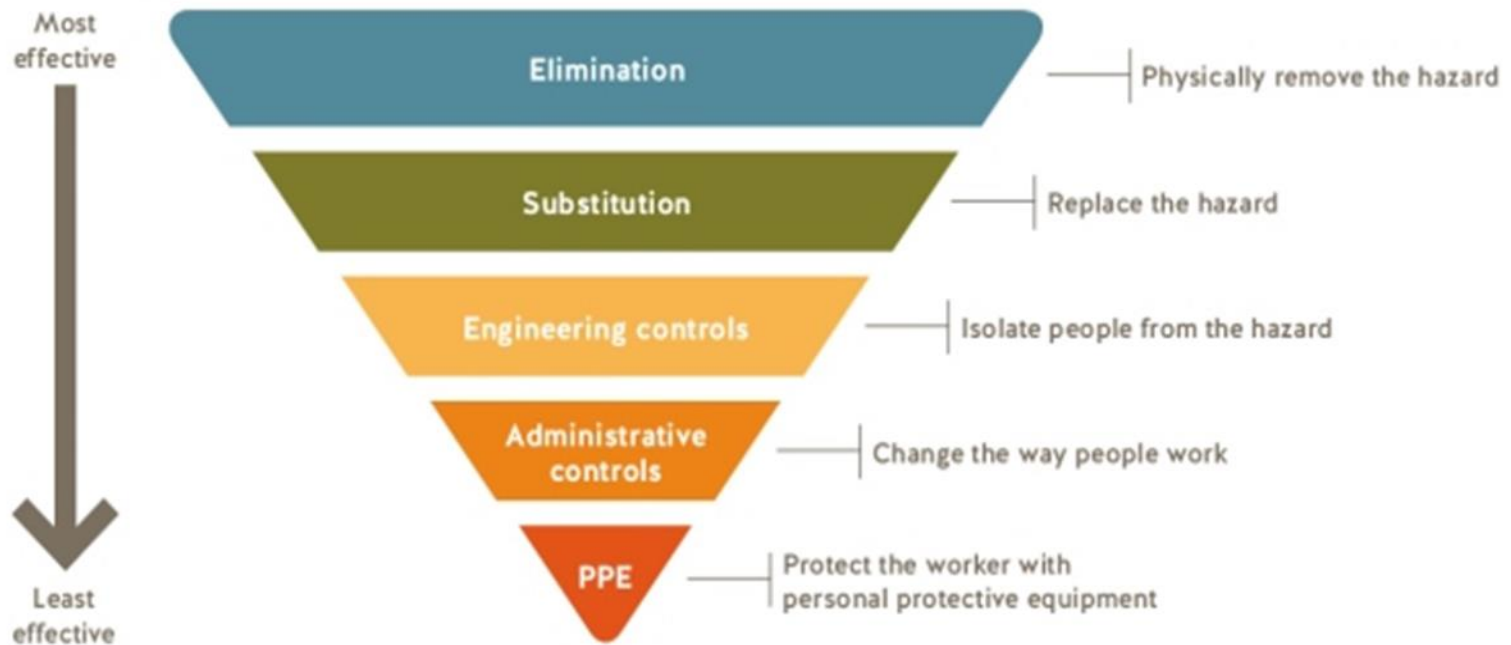 Most
effective
Elimination
Physically remove the hazard
Substitution
Replace the hazard
Engineering controls
Isolate people from the hazard
Administrative
controls
Change the way people work
PPE
Protect the worker with
personal protective equipment
Least
effective